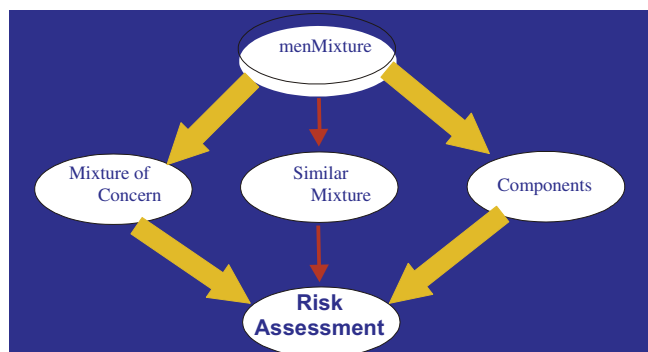 menMixture
Mixture of
Concern
Similar
Mixture
Components
Risk
Assessment